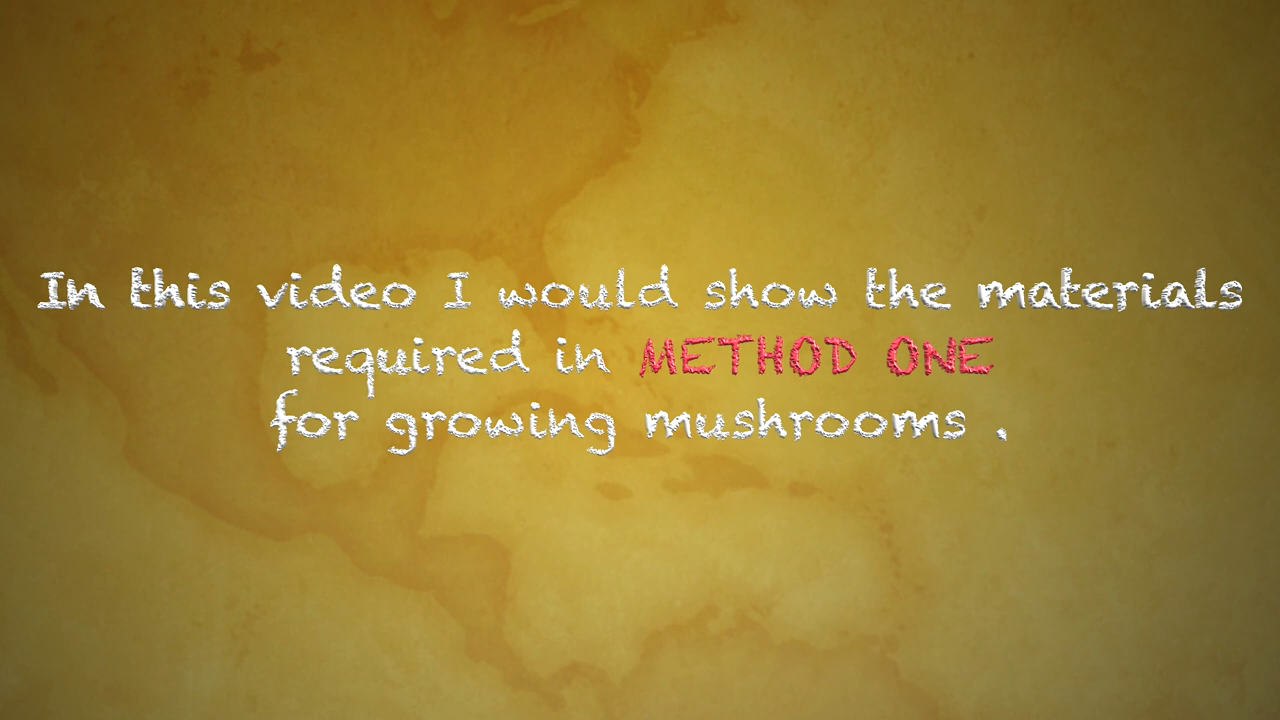 In this video I would show the materials
required in METHOD ONE
for growing mushrooms .